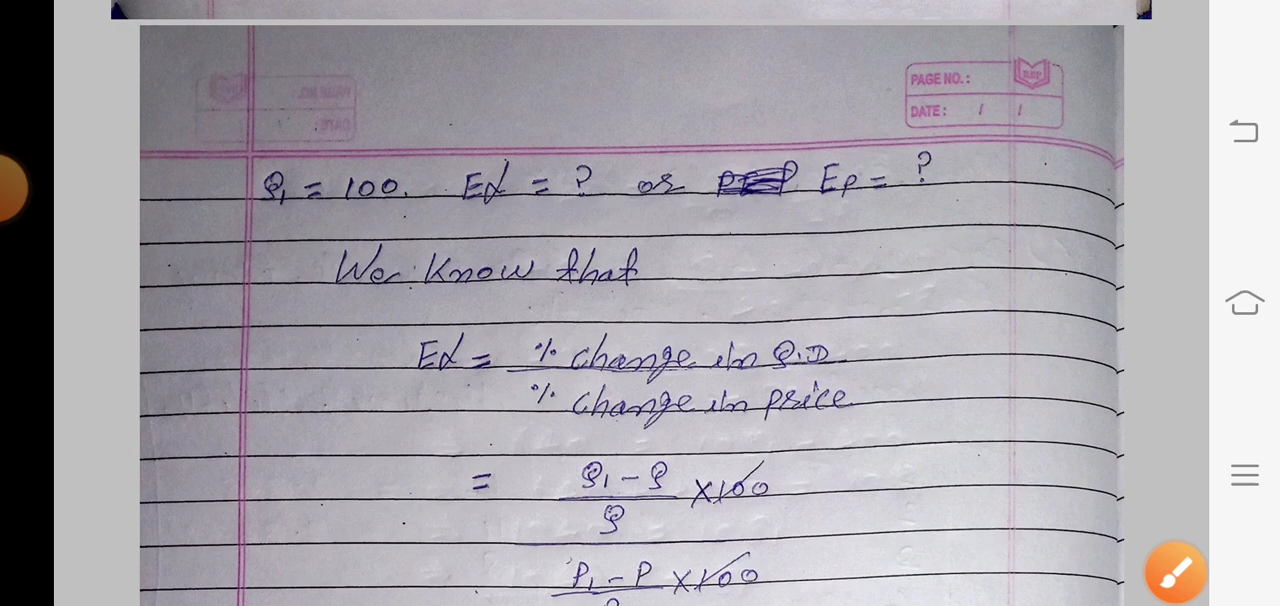 PAGE NO.:
DATE: / /
Q₁ = 100. Ed = ? or Ep = ?
We know that
Ed = % change in Q.D
% change in price
= Q₁ - Q × 100
Q
P₁ - P × 100